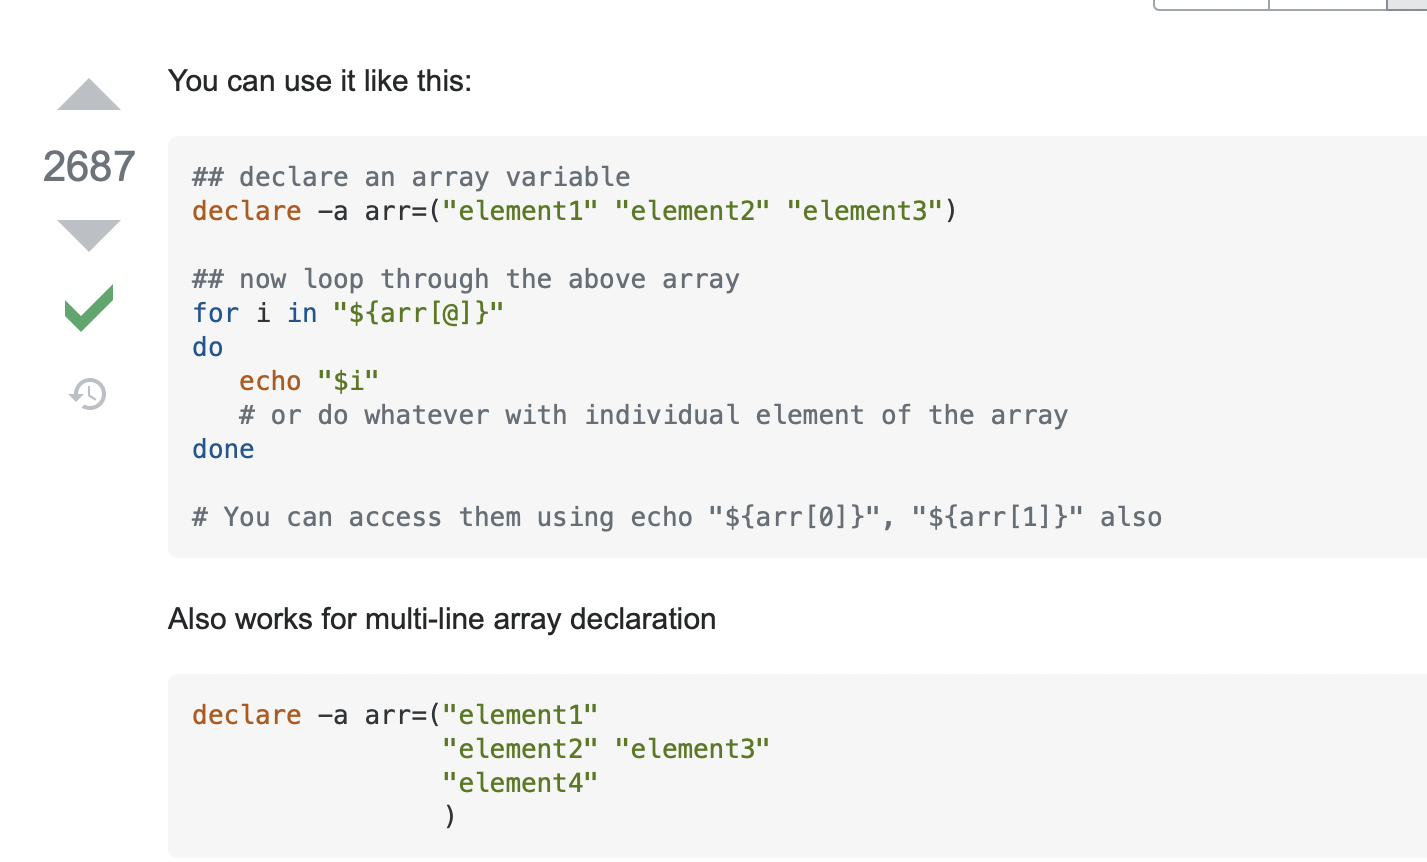 You can use it like this:
2687
## declare an array variable
declare -a arr=("element1" "element2" "element3")
## now loop through the above array
for i in "${arr[@]}"
do
   echo "$i"
   # or do whatever with individual element of the array
done
# You can access them using echo "${arr[0]}", "${arr[1]}" also
Also works for multi-line array declaration
declare -a arr=("element1"
                "element2" "element3"
                "element4"
                )